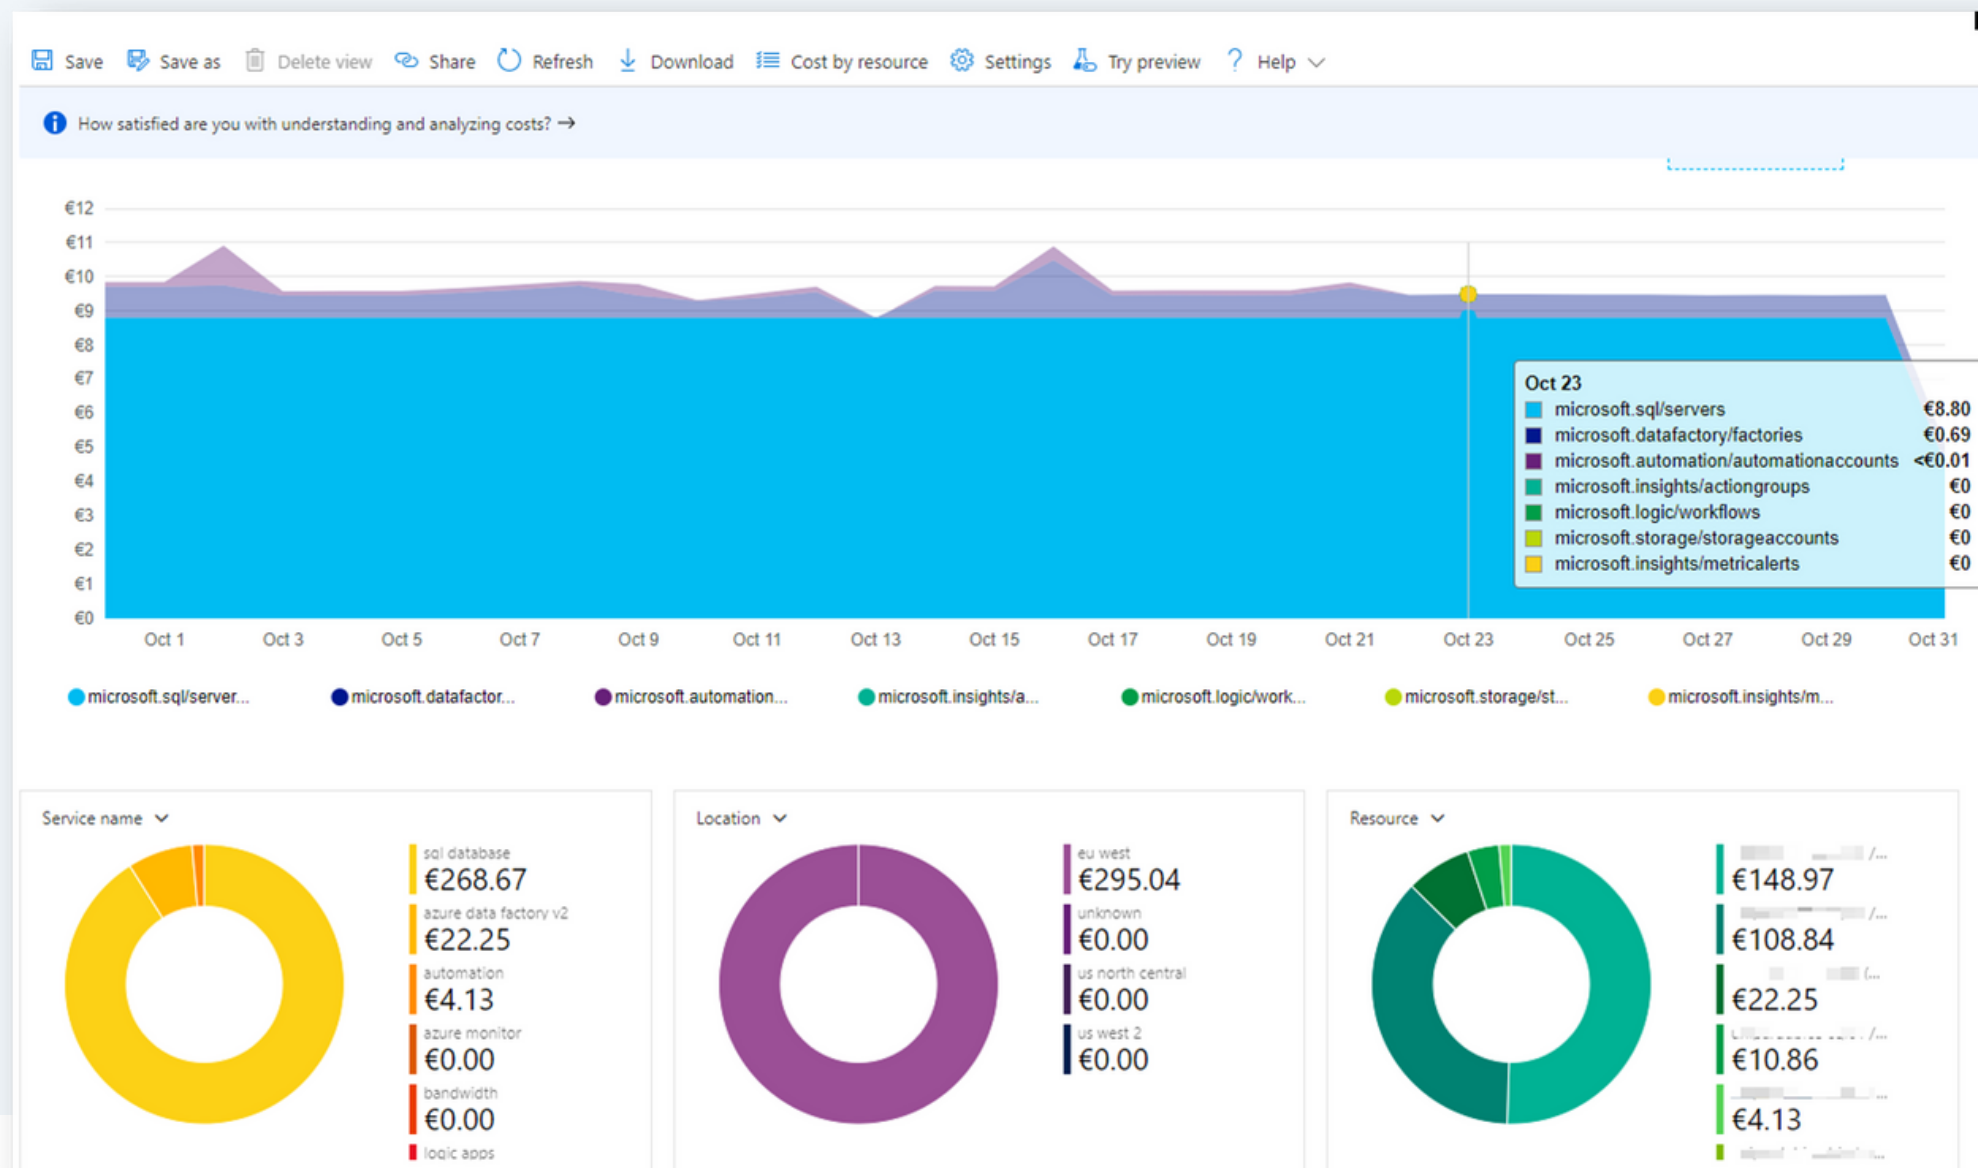 Save Save as Delete view Share Refresh Download Cost by resource Settings Try preview ? Help
How satisfied are you with understanding and analyzing costs? →
€12
€11
€10
€9
€8
€7
€6
€5
€4
€3
€2
€1
€0
Oct 23
microsoft.sql/servers €8.80
microsoft.datafactory/factories €0.69
microsoft.automation/automationaccounts <€0.01
microsoft.insights/actiongroups €0
microsoft.logic/workflows €0
microsoft.storage/storageaccounts €0
microsoft.insights/metricalerts €0
Oct 1 Oct 3 Oct 5 Oct 7 Oct 9 Oct 11 Oct 13 Oct 15 Oct 17 Oct 19 Oct 21 Oct 23 Oct 25 Oct 27 Oct 29 Oct 31
microsoft.sql/server... microsoft.datafactor... microsoft.automation... microsoft.insights/a... microsoft.logic/work... microsoft.storage/st... microsoft.insights/m...
Service name
sql database
€268.67
azure data factory v2
€22.25
automation
€4.13
azure monitor
€0.00
bandwidth
€0.00
logic apps
Location
eu west
€295.04
unknown
€0.00
us north central
€0.00
us west 2
€0.00
Resource
/...
€148.97
/...
€108.84
(...
€22.25
/...
€10.86
...
€4.13
...